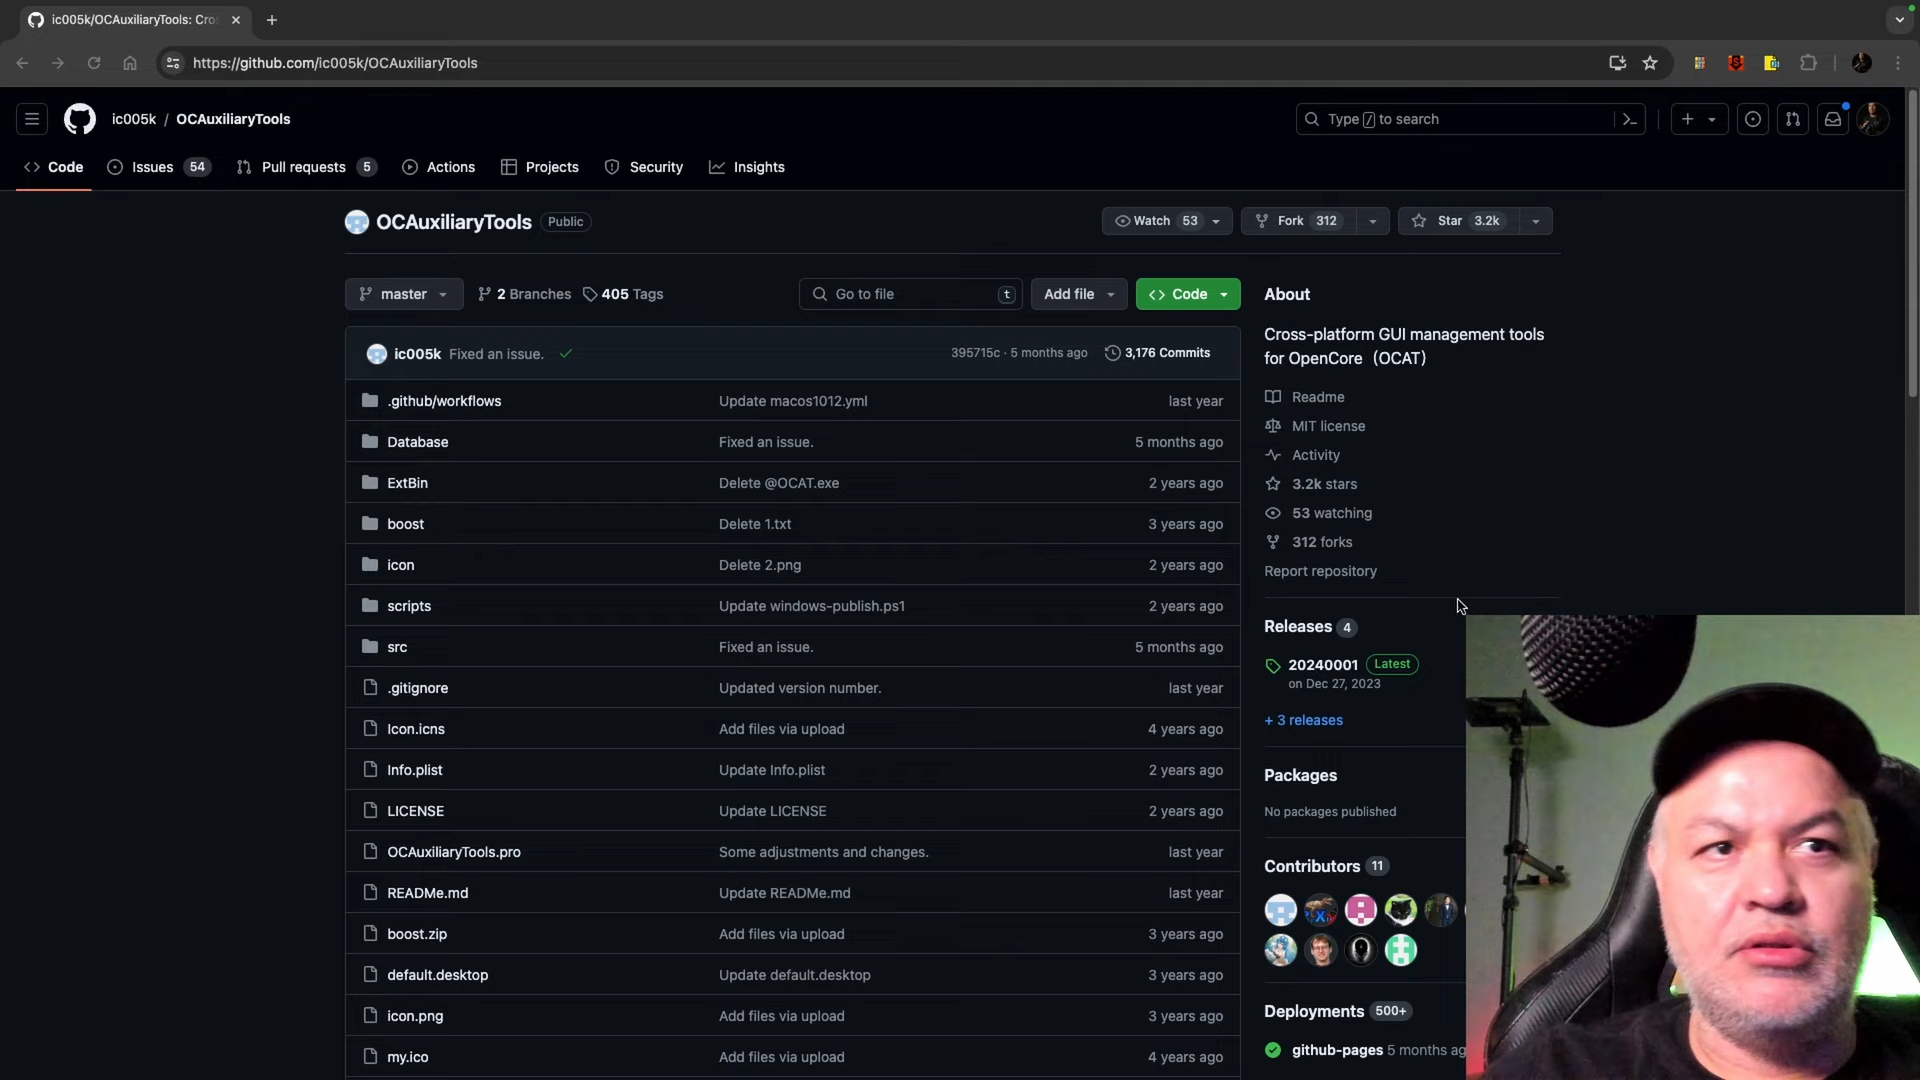 ic005k/OCAuxiliaryTools: Cro
https://github.com/ic005k/OCAuxiliaryTools
ic005k / OCAuxiliaryTools
Type / to search
Code
Issues 54
Pull requests 5
Actions
Projects
Security
Insights
OCAuxiliaryTools Public
Watch 53
Fork 312
Star 3.2k
master
2 Branches
405 Tags
Go to file t
Add file
Code
ic005k Fixed an issue. 395715c · 5 months ago 3,176 Commits
.github/workflows Update macos1012.yml last year
Database Fixed an issue. 5 months ago
ExtBin Delete @OCAT.exe 2 years ago
boost Delete 1.txt 3 years ago
icon Delete 2.png 2 years ago
scripts Update windows-publish.ps1 2 years ago
src Fixed an issue. 5 months ago
.gitignore Updated version number. last year
Icon.icns Add files via upload 4 years ago
Info.plist Update Info.plist 2 years ago
LICENSE Update LICENSE 2 years ago
OCAuxiliaryTools.pro Some adjustments and changes. last year
READMe.md Update READMe.md last year
boost.zip Add files via upload 3 years ago
default.desktop Update default.desktop 3 years ago
icon.png Add files via upload 3 years ago
my.ico Add files via upload 4 years ago
About
Cross-platform GUI management tools
for OpenCore（OCAT)
Readme
MIT license
Activity
3.2k stars
53 watching
312 forks
Report repository
Releases 4
20240001 Latest
on Dec 27, 2023
+ 3 releases
Packages
No packages published
Contributors 11
Deployments 500+
github-pages 5 months ag